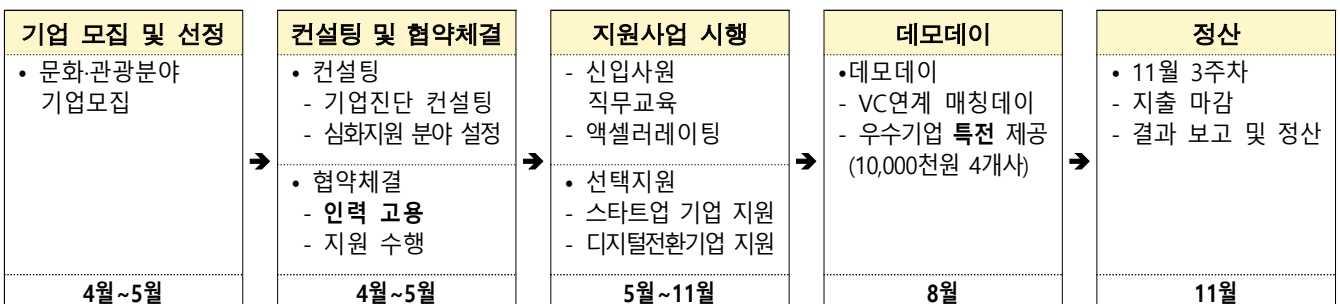 기업 모집 및 선정
• 문화·관광분야
기업모집
4월~5월
➔
컨설팅 및 협약체결
• 컨설팅
- 기업진단 컨설팅
- 심화지원 분야 설정
• 협약체결
- 인력 고용
- 지원 수행
4월~5월
➔
지원사업 시행
- 신입사원
직무교육
- 액셀러레이팅
• 선택지원
- 스타트업 기업 지원
- 디지털전환기업 지원
5월~11월
➔
데모데이
•데모데이
- VC연계 매칭데이
- 우수기업 특전 제공
(10,000천원 4개사)
8월
➔
정산
• 11월 3주차
- 지출 마감
- 결과 보고 및 정산
11월